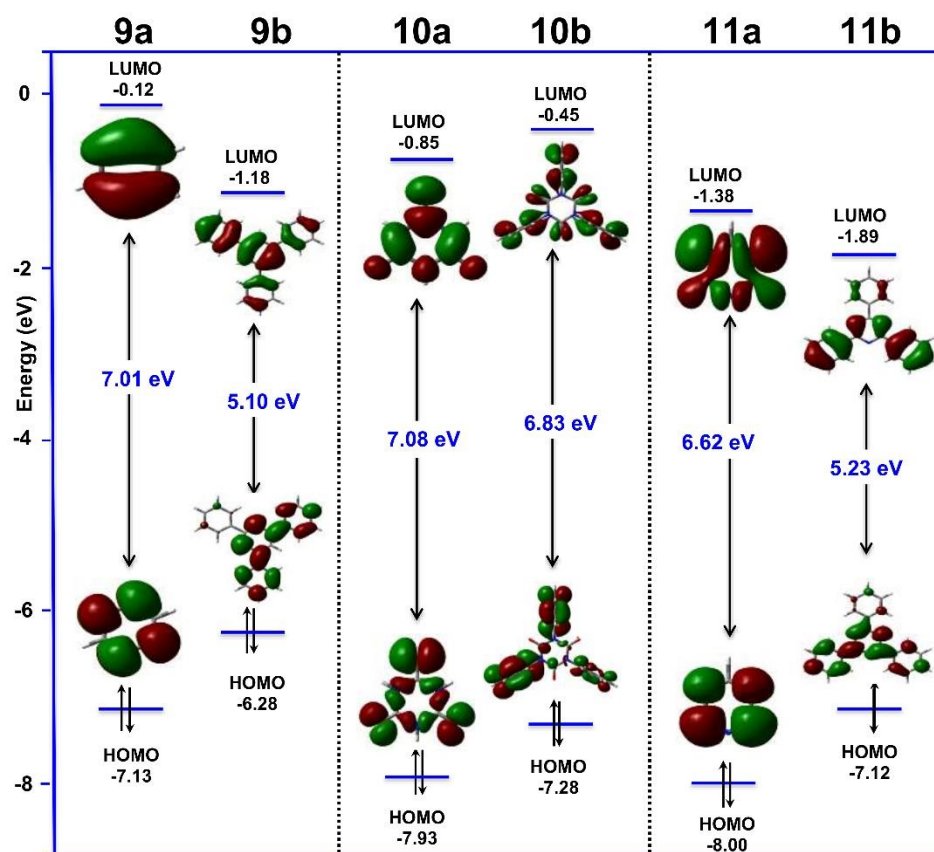 9a 9b 10a 10b 11a 11b
Energy (eV)
0
-2
-4
-6
-8
LUMO
-0.12
7.01 eV
HOMO
-7.13
LUMO
-1.18
5.10 eV
HOMO
-6.28
LUMO
-0.85
7.08 eV
HOMO
-7.93
LUMO
-0.45
6.83 eV
HOMO
-7.28
LUMO
-1.38
6.62 eV
HOMO
-8.00
LUMO
-1.89
5.23 eV
HOMO
-7.12